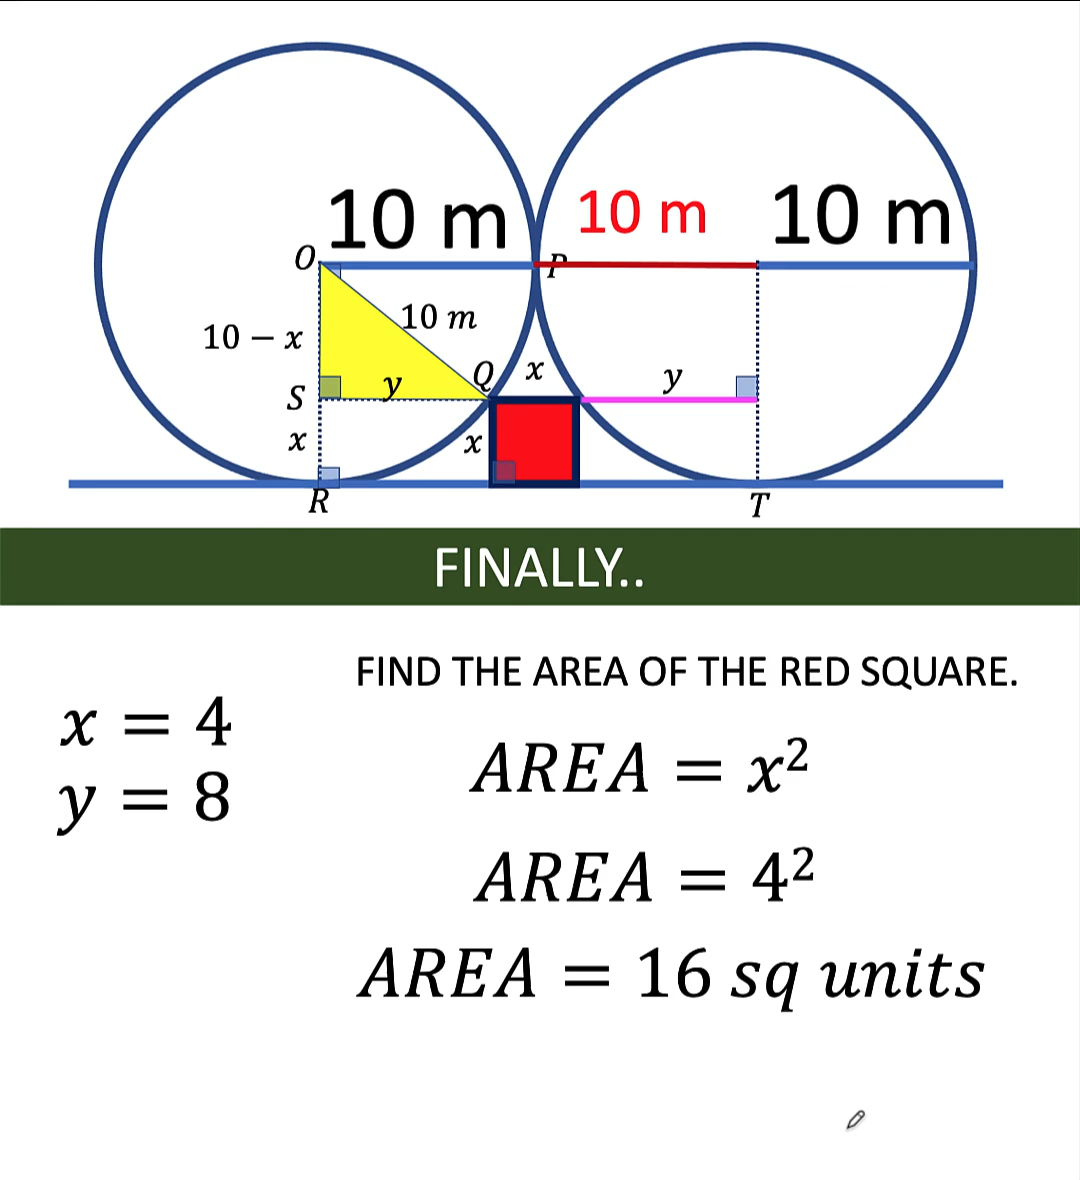 10 m 10 m 10 m
O
P
10 m
10 − x
Q x
S y y
x x
R T
FINALLY..
FIND THE AREA OF THE RED SQUARE.
x = 4
AREA = x²
y = 8
AREA = 4²
AREA = 16 sq units